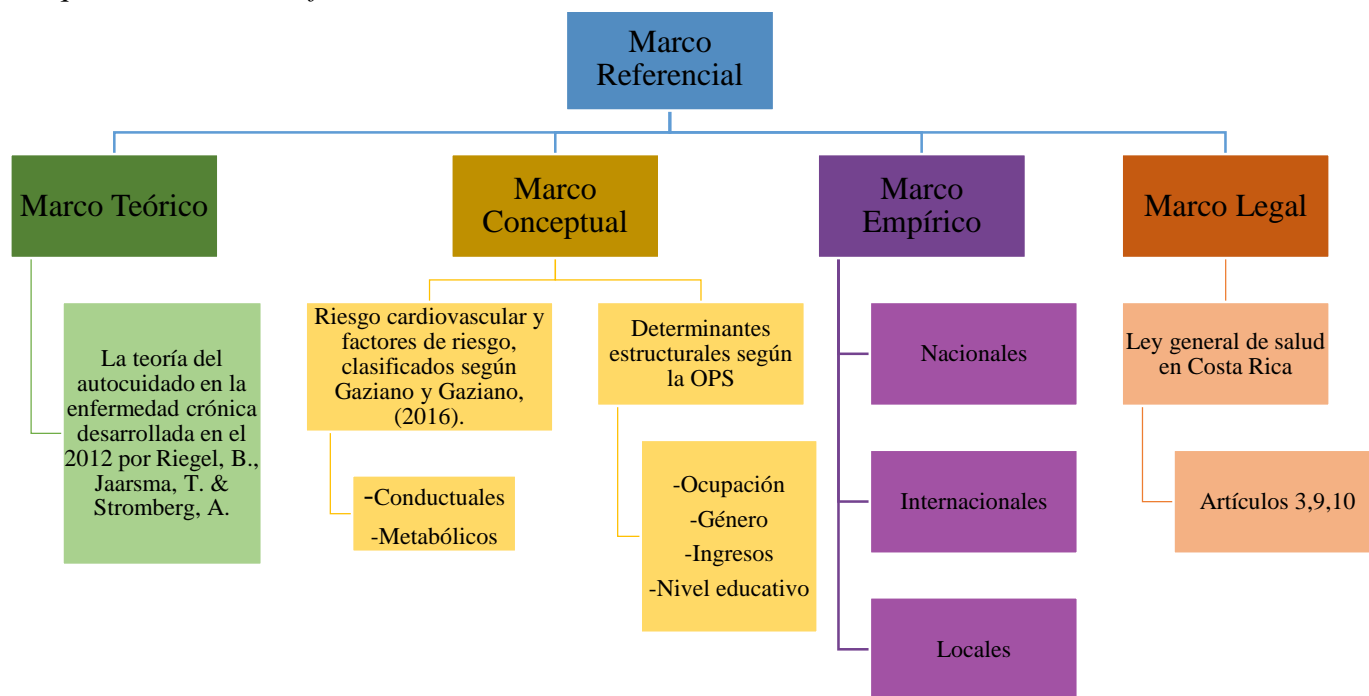 Marco
Referencial
Marco Teórico
Marco
Conceptual
Marco
Empírico
Marco Legal
La teoría del
autocuidado en la
enfermedad crónica
desarrollada en el
2012 por Riegel, B.,
Jaarsma, T. &
Stromberg, A.
Riesgo cardiovascular y
factores de riesgo,
clasificados según
Gaziano y Gaziano,
(2016).
-Conductuales
-Metabólicos
Determinantes
estructurales según
la OPS
-Ocupación
-Género
-Ingresos
-Nivel educativo
Nacionales
Internacionales
Locales
Ley general de salud
en Costa Rica
Artículos 3,9,10